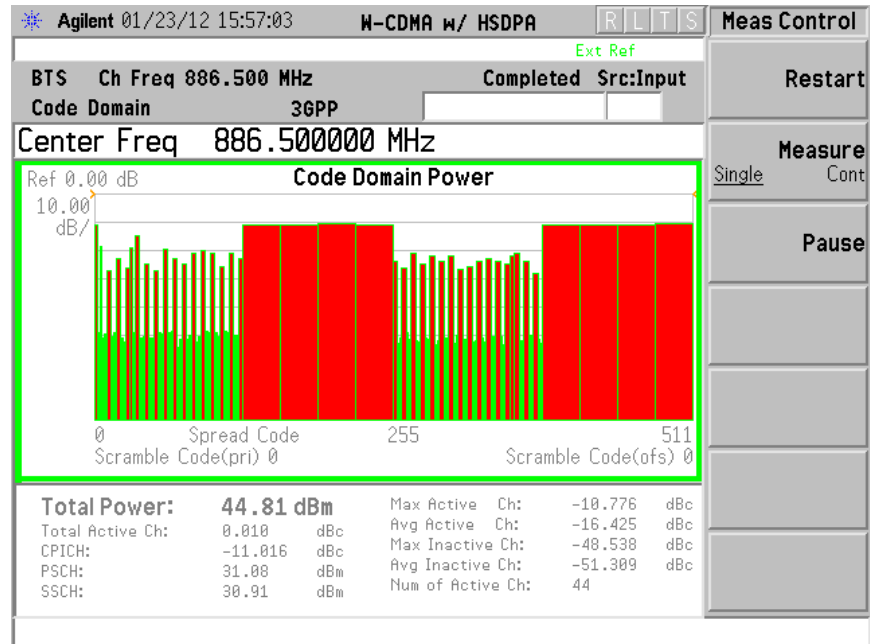 Agilent 01/23/12 15:57:03 W-CDMA w/ HSDPA R L T S Meas Control
Ext Ref
BTS Ch Freq 886.500 MHz Completed Src:Input
Code Domain 3GPP
Center Freq 886.500000 MHz
Ref 0.00 dB Code Domain Power
10.00
dB/
0 Spread Code 255 511
Scramble Code(pri) 0 Scramble Code(ofs) 0
Total Power: 44.81 dBm
Total Active Ch: 0.010 dBc
CPICH: -11.016 dBc
PSCH: 31.08 dBm
SSCH: 30.91 dBm
Max Active Ch: -10.776 dBc
Avg Active Ch: -16.425 dBc
Max Inactive Ch: -48.538 dBc
Avg Inactive Ch: -51.309 dBc
Num of Active Ch: 44
Restart
Measure
Single Cont
Pause